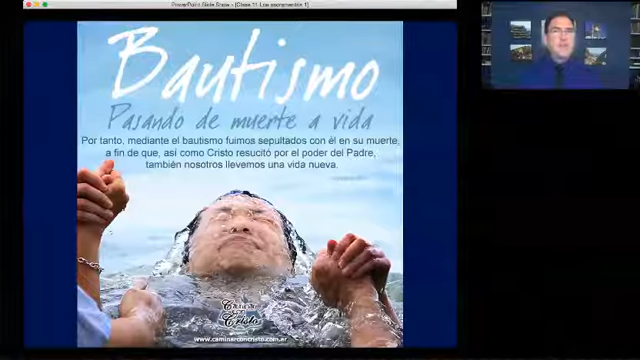 PowerPoint Slide Show - [Clase 11 Los sacramentos 1]
Bautismo
Pasando de muerte a vida
Por tanto, mediante el bautismo fuimos sepultados con él en su muerte,
a fin de que, así como Cristo resucitó por el poder del Padre,
también nosotros llevemos una vida nueva.
Cristo
www.caminarconcristo.com.ar